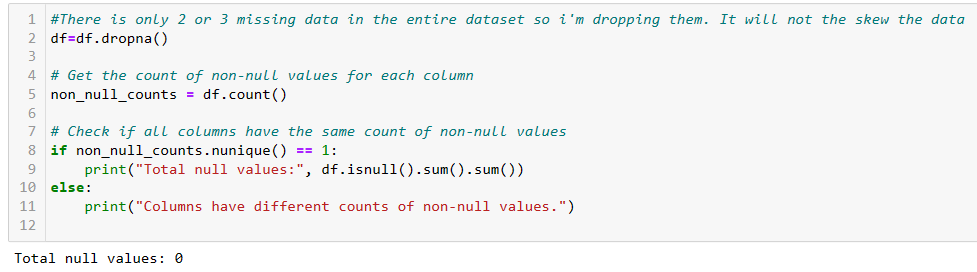 1 #There is only 2 or 3 missing data in the entire dataset so i'm dropping them. It will not the skew the data
2 df=df.dropna()
3
4 # Get the count of non-null values for each column
5 non_null_counts = df.count()
6
7 # Check if all columns have the same count of non-null values
8 if non_null_counts.nunique() == 1:
9     print("Total null values:", df.isnull().sum().sum())
10 else:
11     print("Columns have different counts of non-null values.")
12
Total null values: 0